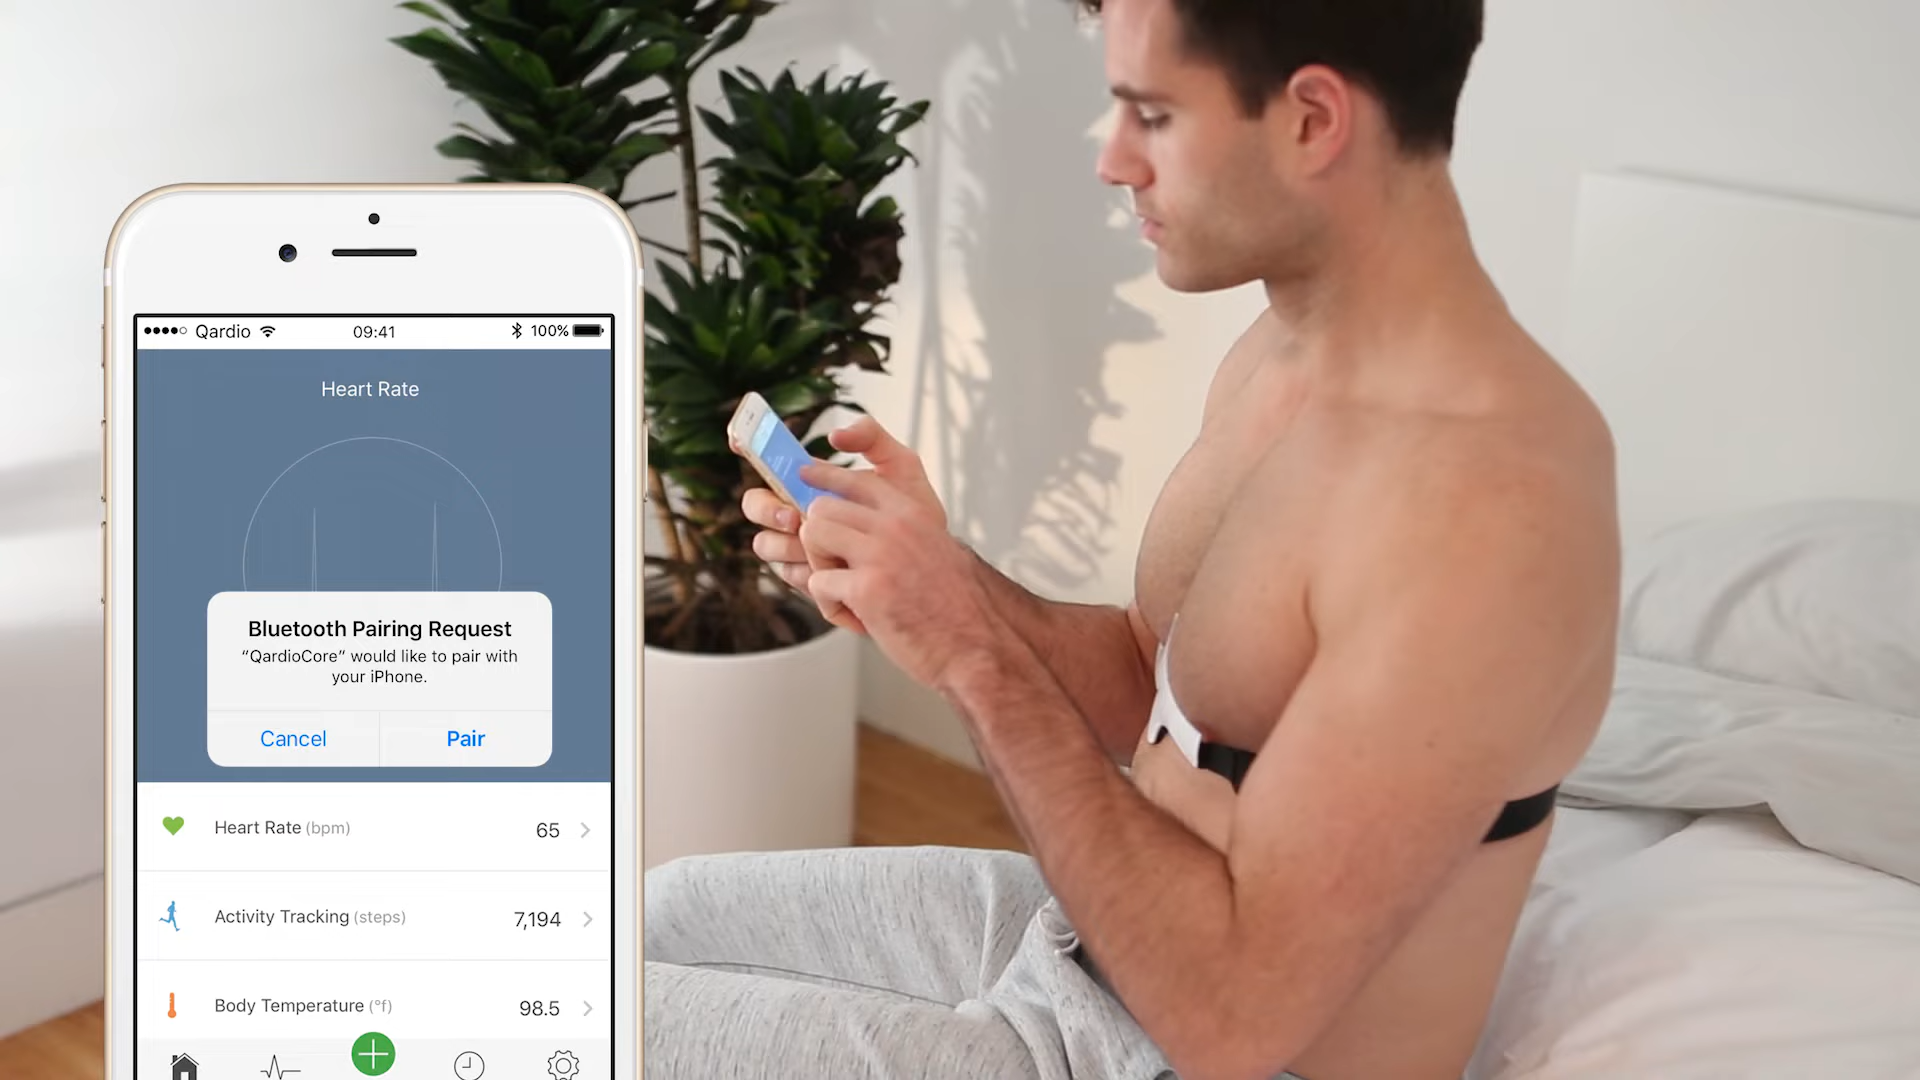 Qardio 09:41 100%
Heart Rate
Bluetooth Pairing Request
“QardioCore” would like to pair with
your iPhone.
Cancel Pair
Heart Rate (bpm) 65
Activity Tracking (steps) 7,194
Body Temperature (°f) 98.5